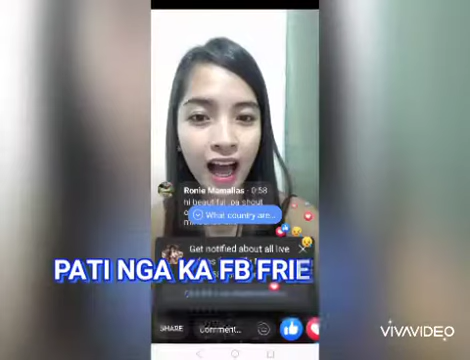 Ronie Mamalias · 0:58
hi beautiful .pa shout
What country are...
Get notified about all live
PATI NGA KA FB FRIE
SHARE
Comment...
VIVAVIDEO